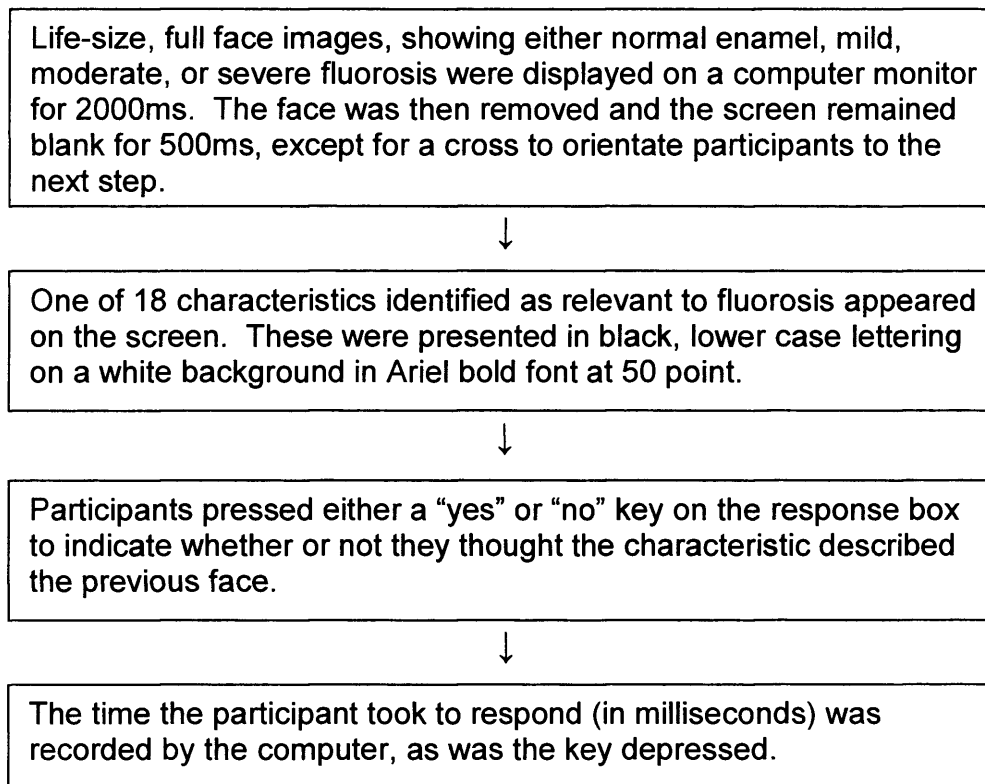 Life-size, full face images, showing either normal enamel, mild,
moderate, or severe fluorosis were displayed on a computer monitor
for 2000ms. The face was then removed and the screen remained
blank for 500ms, except for a cross to orientate participants to the
next step.
↓
One of 18 characteristics identified as relevant to fluorosis appeared
on the screen. These were presented in black, lower case lettering
on a white background in Ariel bold font at 50 point.
↓
Participants pressed either a “yes” or “no” key on the response box
to indicate whether or not they thought the characteristic described
the previous face.
↓
The time the participant took to respond (in milliseconds) was
recorded by the computer, as was the key depressed.